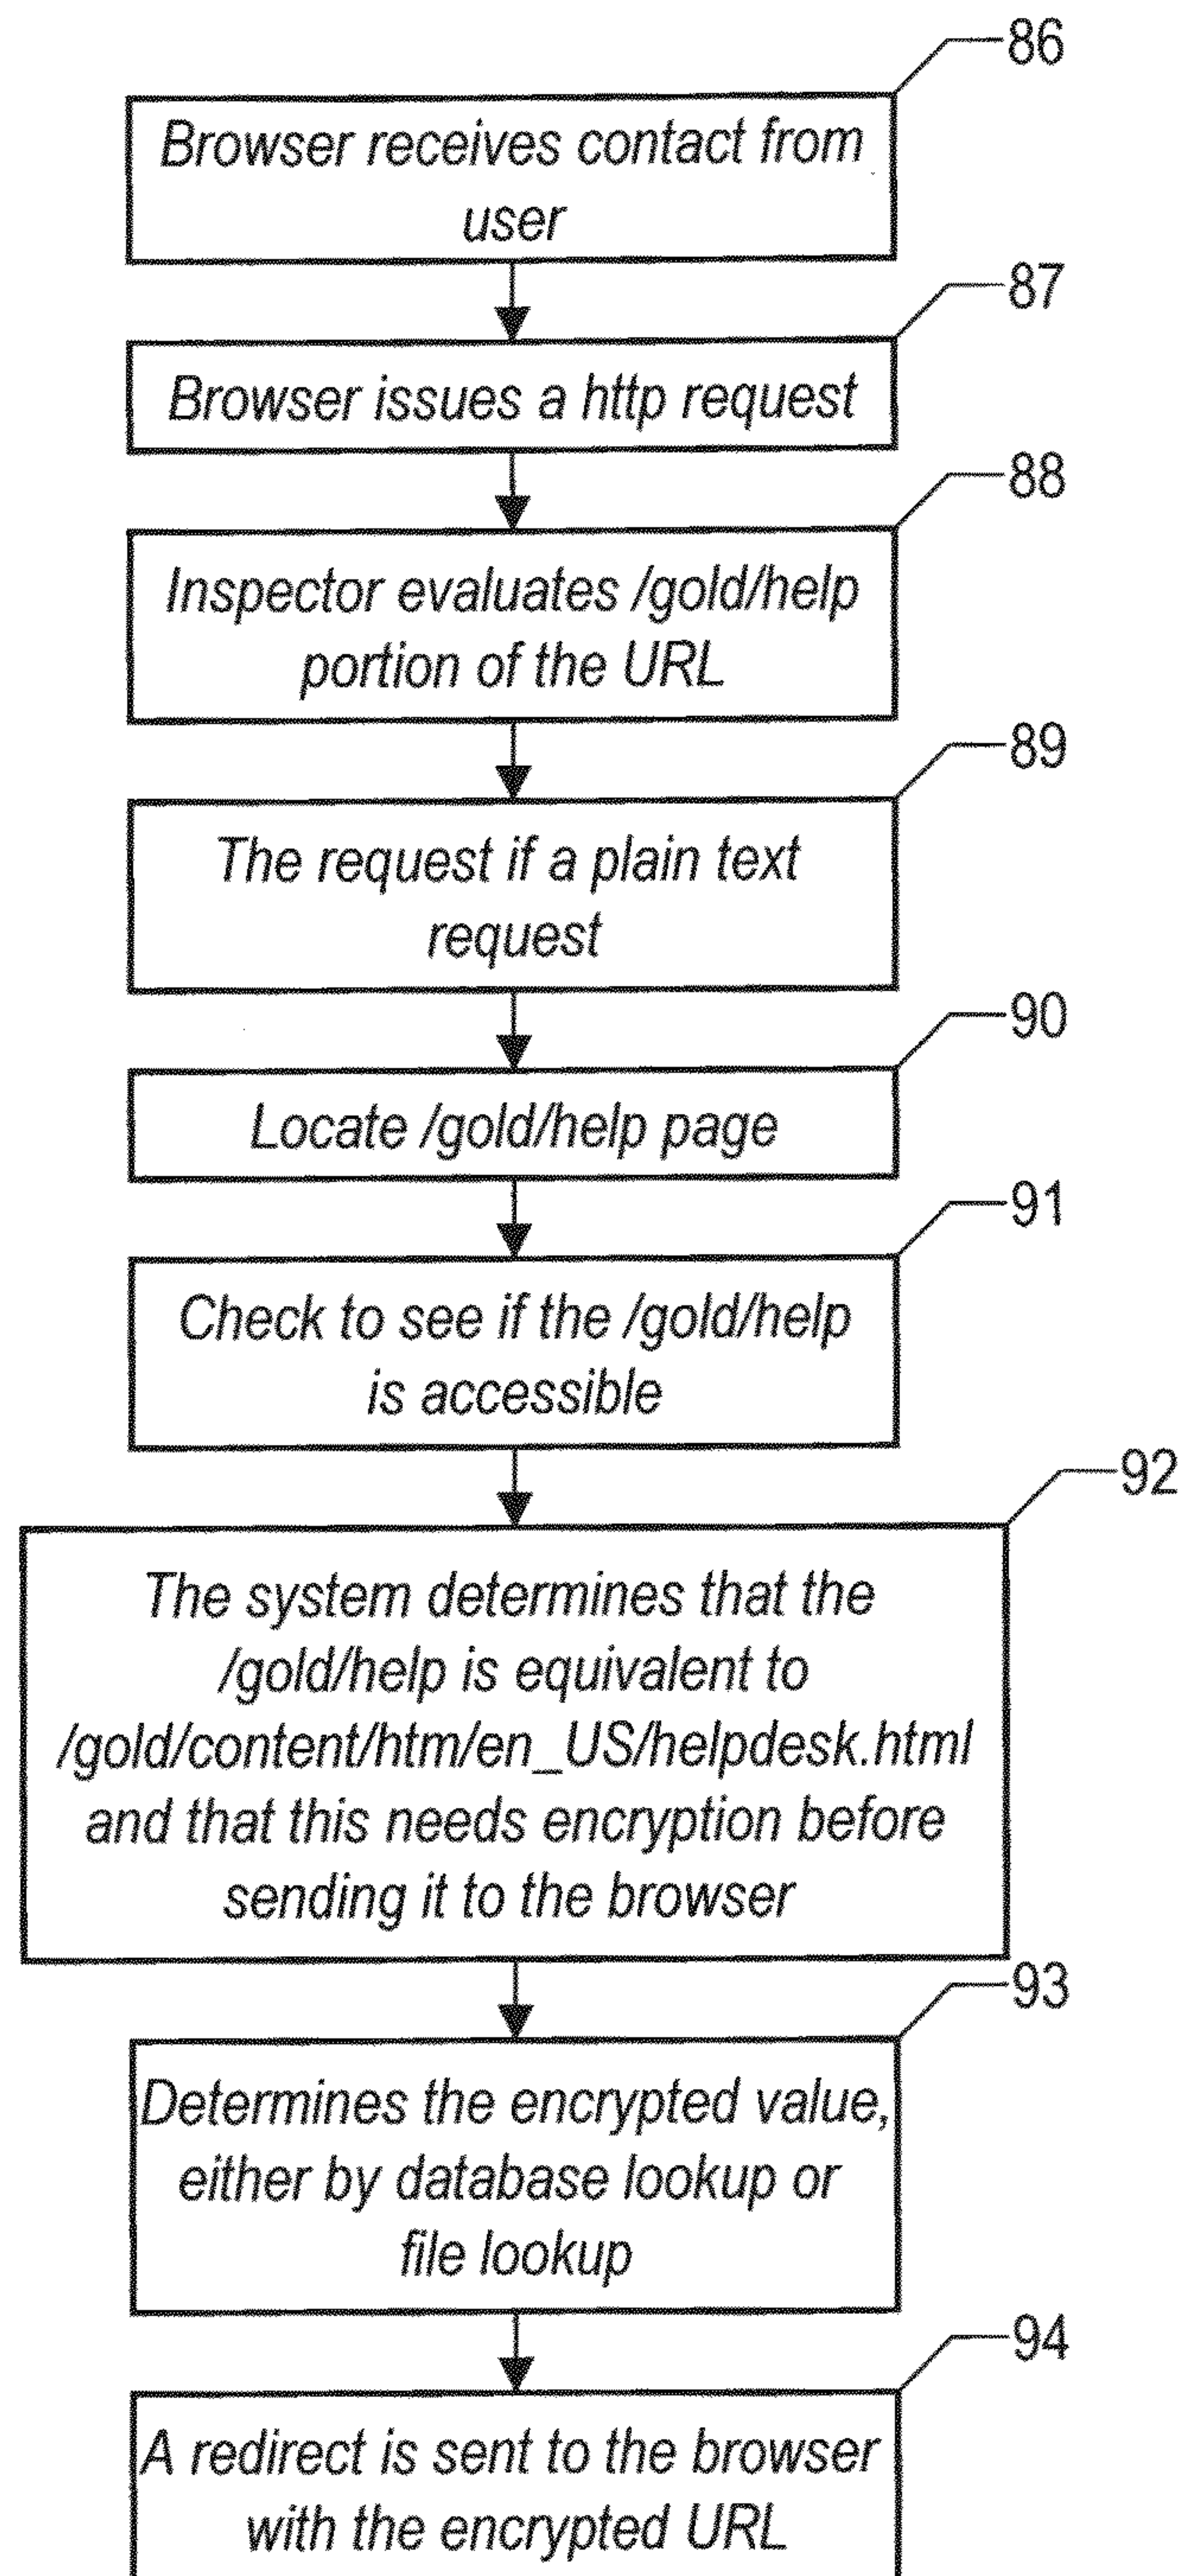 86
Browser receives contact from
user
87
Browser issues a http request
88
Inspector evaluates /gold/help
portion of the URL
89
The request if a plain text
request
90
Locate /gold/help page
91
Check to see if the /gold/help
is accessible
92
The system determines that the
/gold/help is equivalent to
/gold/content/htm/en_US/helpdesk.html
and that this needs encryption before
sending it to the browser
93
Determines the encrypted value,
either by database lookup or
file lookup
94
A redirect is sent to the browser
with the encrypted URL